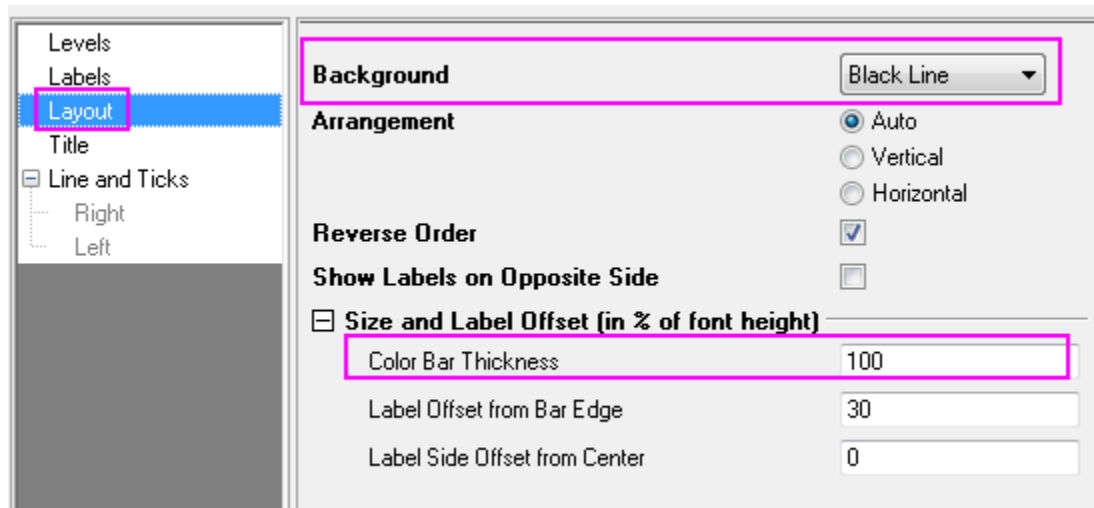 Levels
Labels
Layout
Title
Line and Ticks
Right
Left
Background Black Line
Arrangement Auto
Vertical
Horizontal
Reverse Order
Show Labels on Opposite Side
Size and Label Offset (in % of font height)
Color Bar Thickness 100
Label Offset from Bar Edge 30
Label Side Offset from Center 0